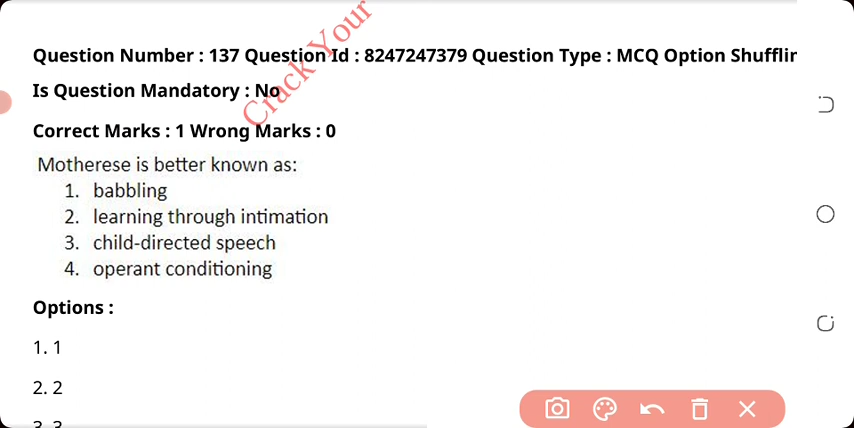 Crack Your
Question Number : 137 Question Id : 8247247379 Question Type : MCQ Option
Is Question Mandatory : No
Correct Marks : 1 Wrong Marks : 0
Motherese is better known as:
1. babbling
2. learning through intimation
3. child-directed speech
4. operant conditioning
Options :
1. 1
2. 2
3. 3